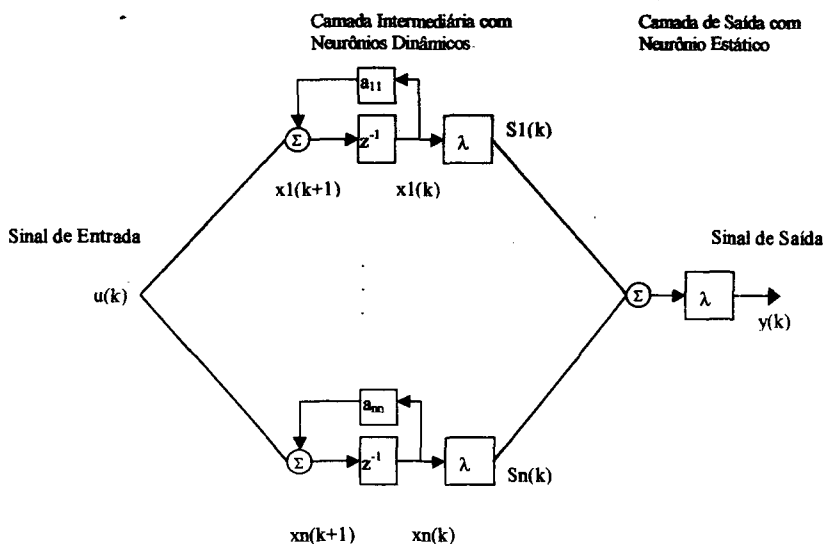 Camada Intermediária com
Neurônios Dinâmicos
Camada de Saída com
Neurônio Estático
a11
Σ
z-1
λ
S1(k)
x1(k+1)
x1(k)
Sinal de Entrada
u(k)
Sinal de Saída
Σ
λ
y(k)
ann
Σ
z-1
λ
Sn(k)
xn(k+1)
xn(k)